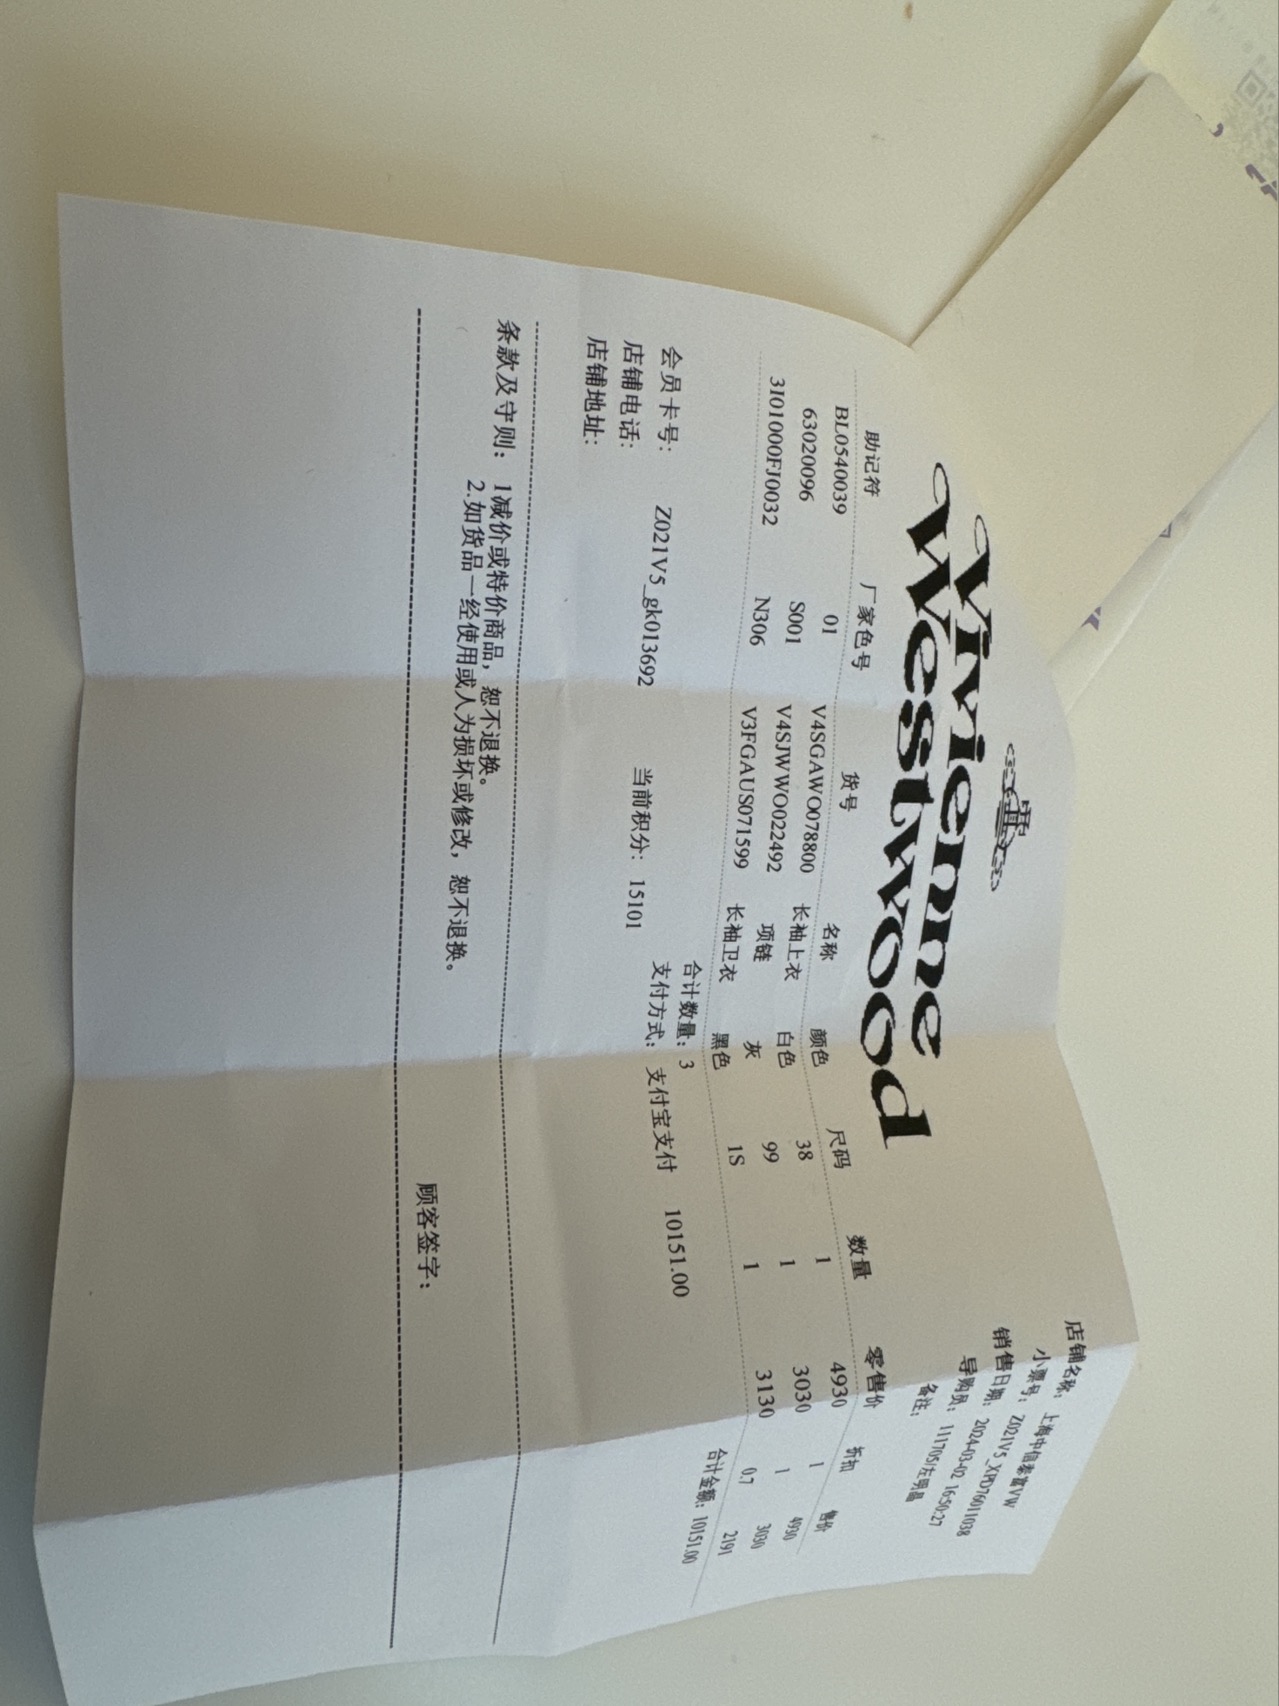 Vivienne
Westwood
店铺名称: 上海中信泰富VW
小票号: Z021V5_XPD76011038
销售日期: 2024-03-02 16:50:27
导购员: 111705/左明晶
备注:
助记符 厂家色号 货号 名称 颜色 尺码 数量 零售价 折扣 售价
BL0540039 01 V4SGAWO078800 长袖上衣 白色 38 1 4930 1 4930
63020096 S001 V4SJWWO022492 项链 灰 99 1 3030 1 3030
3I01000FJ0032 N306 V3FGAUS071599 长袖卫衣 黑色 1S 1 3130 0.7 2191
合计数量: 3 合计金额: 10151.00
会员卡号: Z021V5_gk013692 当前积分: 15101 支付方式: 支付宝支付 10151.00
店铺电话:
店铺地址:
条款及守则: 1减价或特价商品，恕不退换。
2.如货品一经使用或人为损坏或修改，恕不退换。
顾客签字: